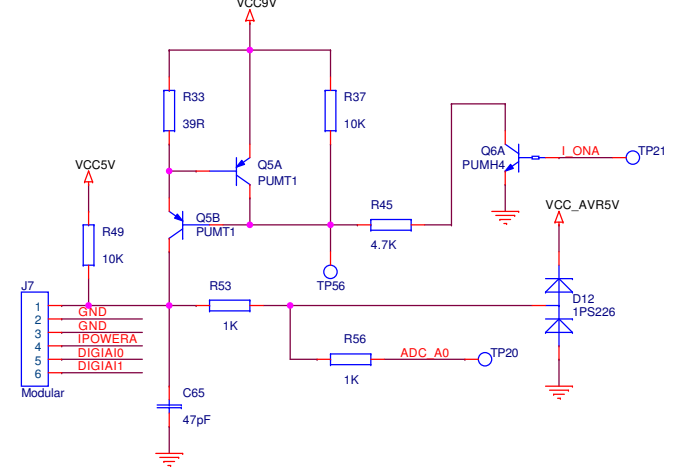 VCC9V
R33
39R
R37
10K
Q5A
PUMT1
Q6A
PUMH4
I_ONA
TP21
VCC5V
Q5B
PUMT1
R45
4.7K
VCC_AVR5V
R49
10K
TP56
J7
R53
1K
D12
1PS226
1
2
3
4
5
6
GND
GND
IPOWERA
DIGIAI0
DIGIAI1
Modular
R56
1K
ADC_A0
TP20
C65
47pF